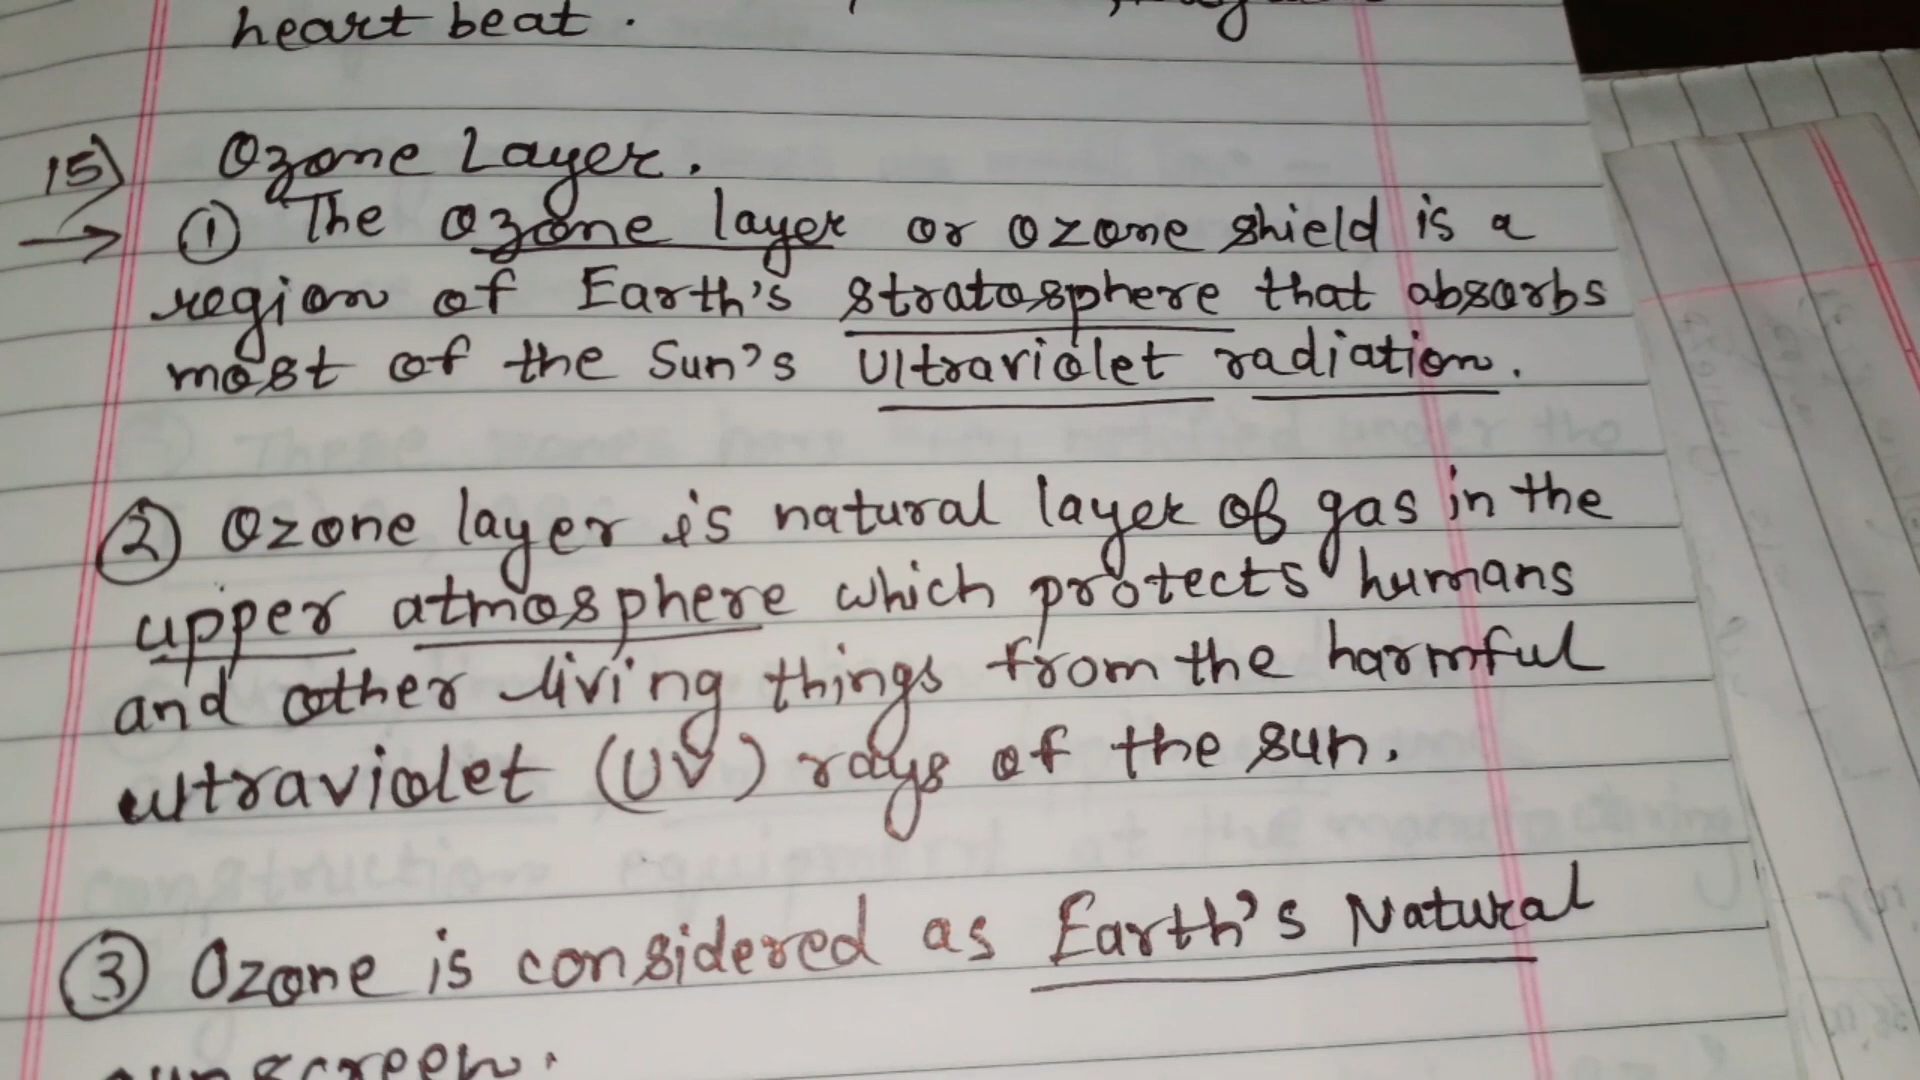 heart beat.
15) Ozone Layer.
→ ① The ozone layer or ozone shield is a
region of Earth's stratosphere that absorbs
most of the Sun's Ultraviolet radiation.
② Ozone layer is natural layer of gas in the
upper atmosphere which protects humans
and other living things from the harmful
ultraviolet (UV) rays of the sun.
③ Ozone is considered as Earth's Natural
sunscreen.